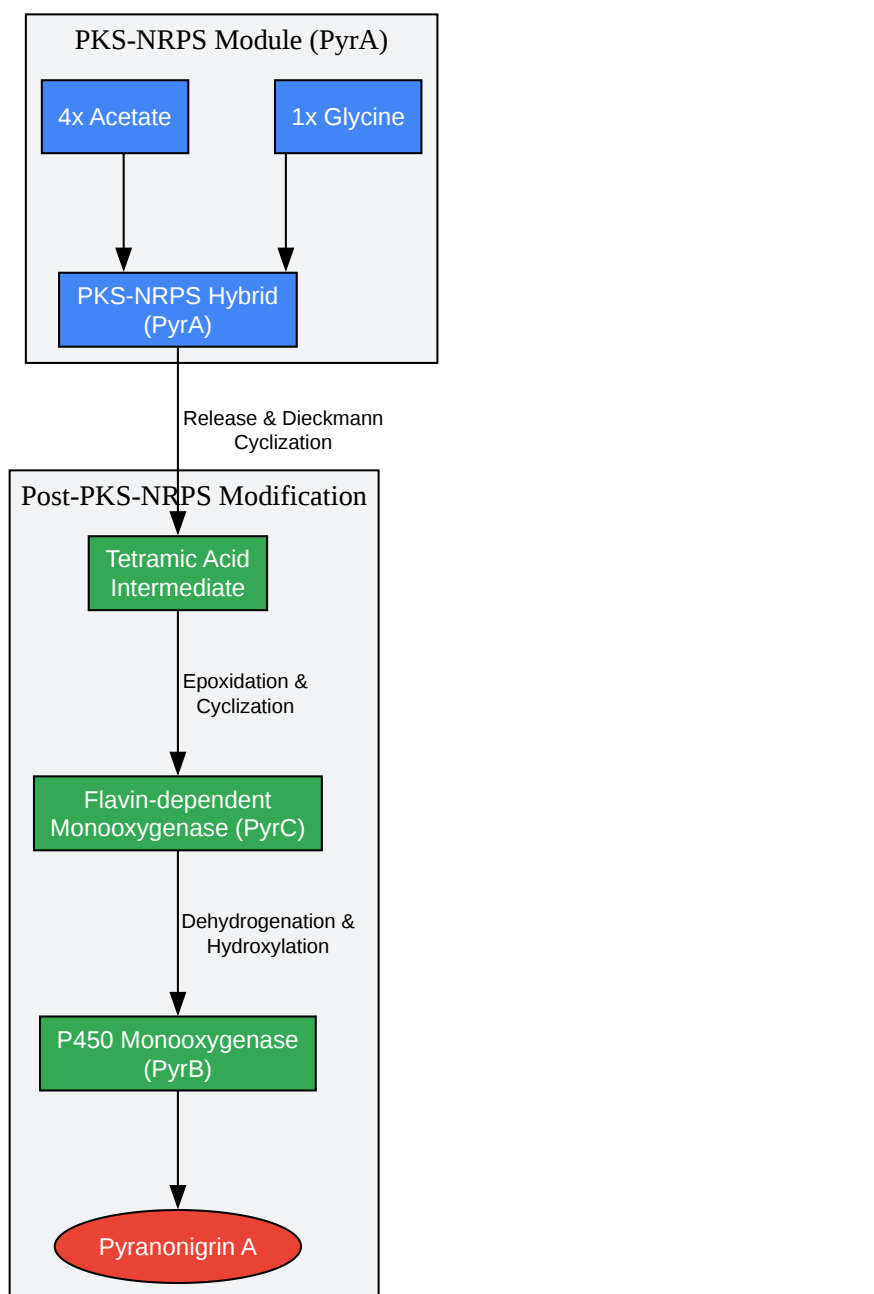 PKS-NRPS Module (PyrA)
4x Acetate
1x Glycine
PKS-NRPS Hybrid
(PyrA)
Release & Dieckmann
Cyclization
Post-PKS-NRPS Modification
Tetramic Acid
Intermediate
Epoxidation &
Cyclization
Flavin-dependent
Monooxygenase (PyrC)
Dehydrogenation &
Hydroxylation
P450 Monooxygenase
(PyrB)
Pyranonigrin A